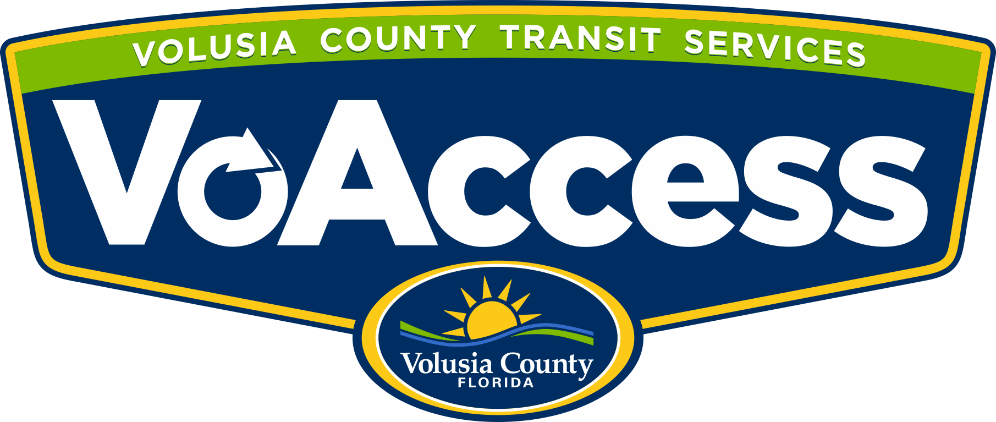 VOLUSIA COUNTY TRANSIT SERVICES
VoAccess
Volusia County
FLORIDA